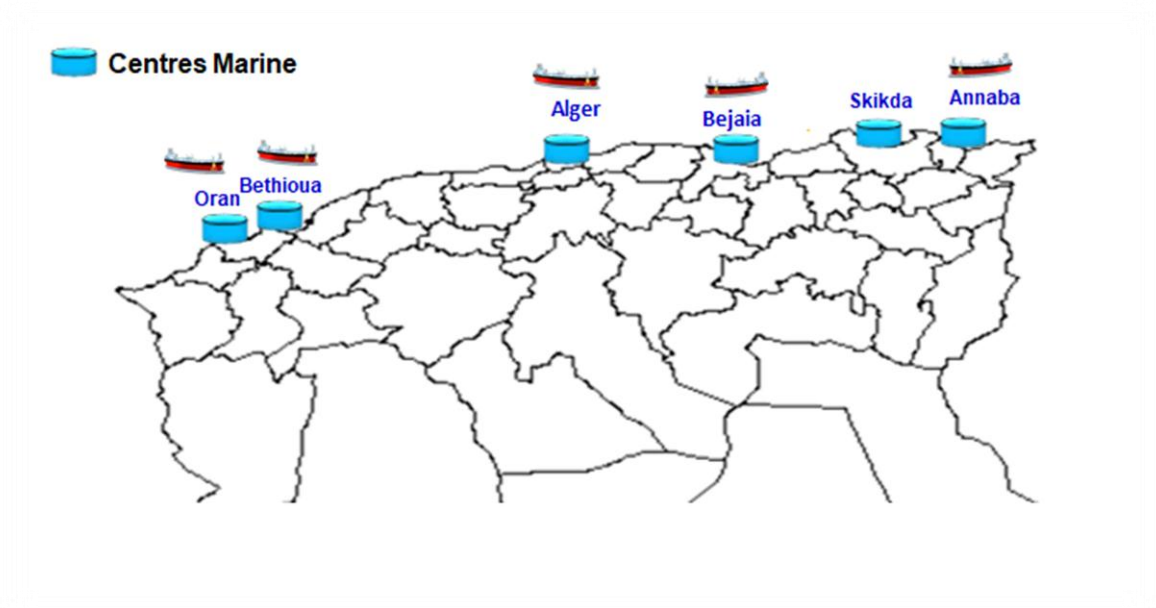 Centres Marine
Alger
Bejaia
Skikda
Annaba
Oran
Bethioua